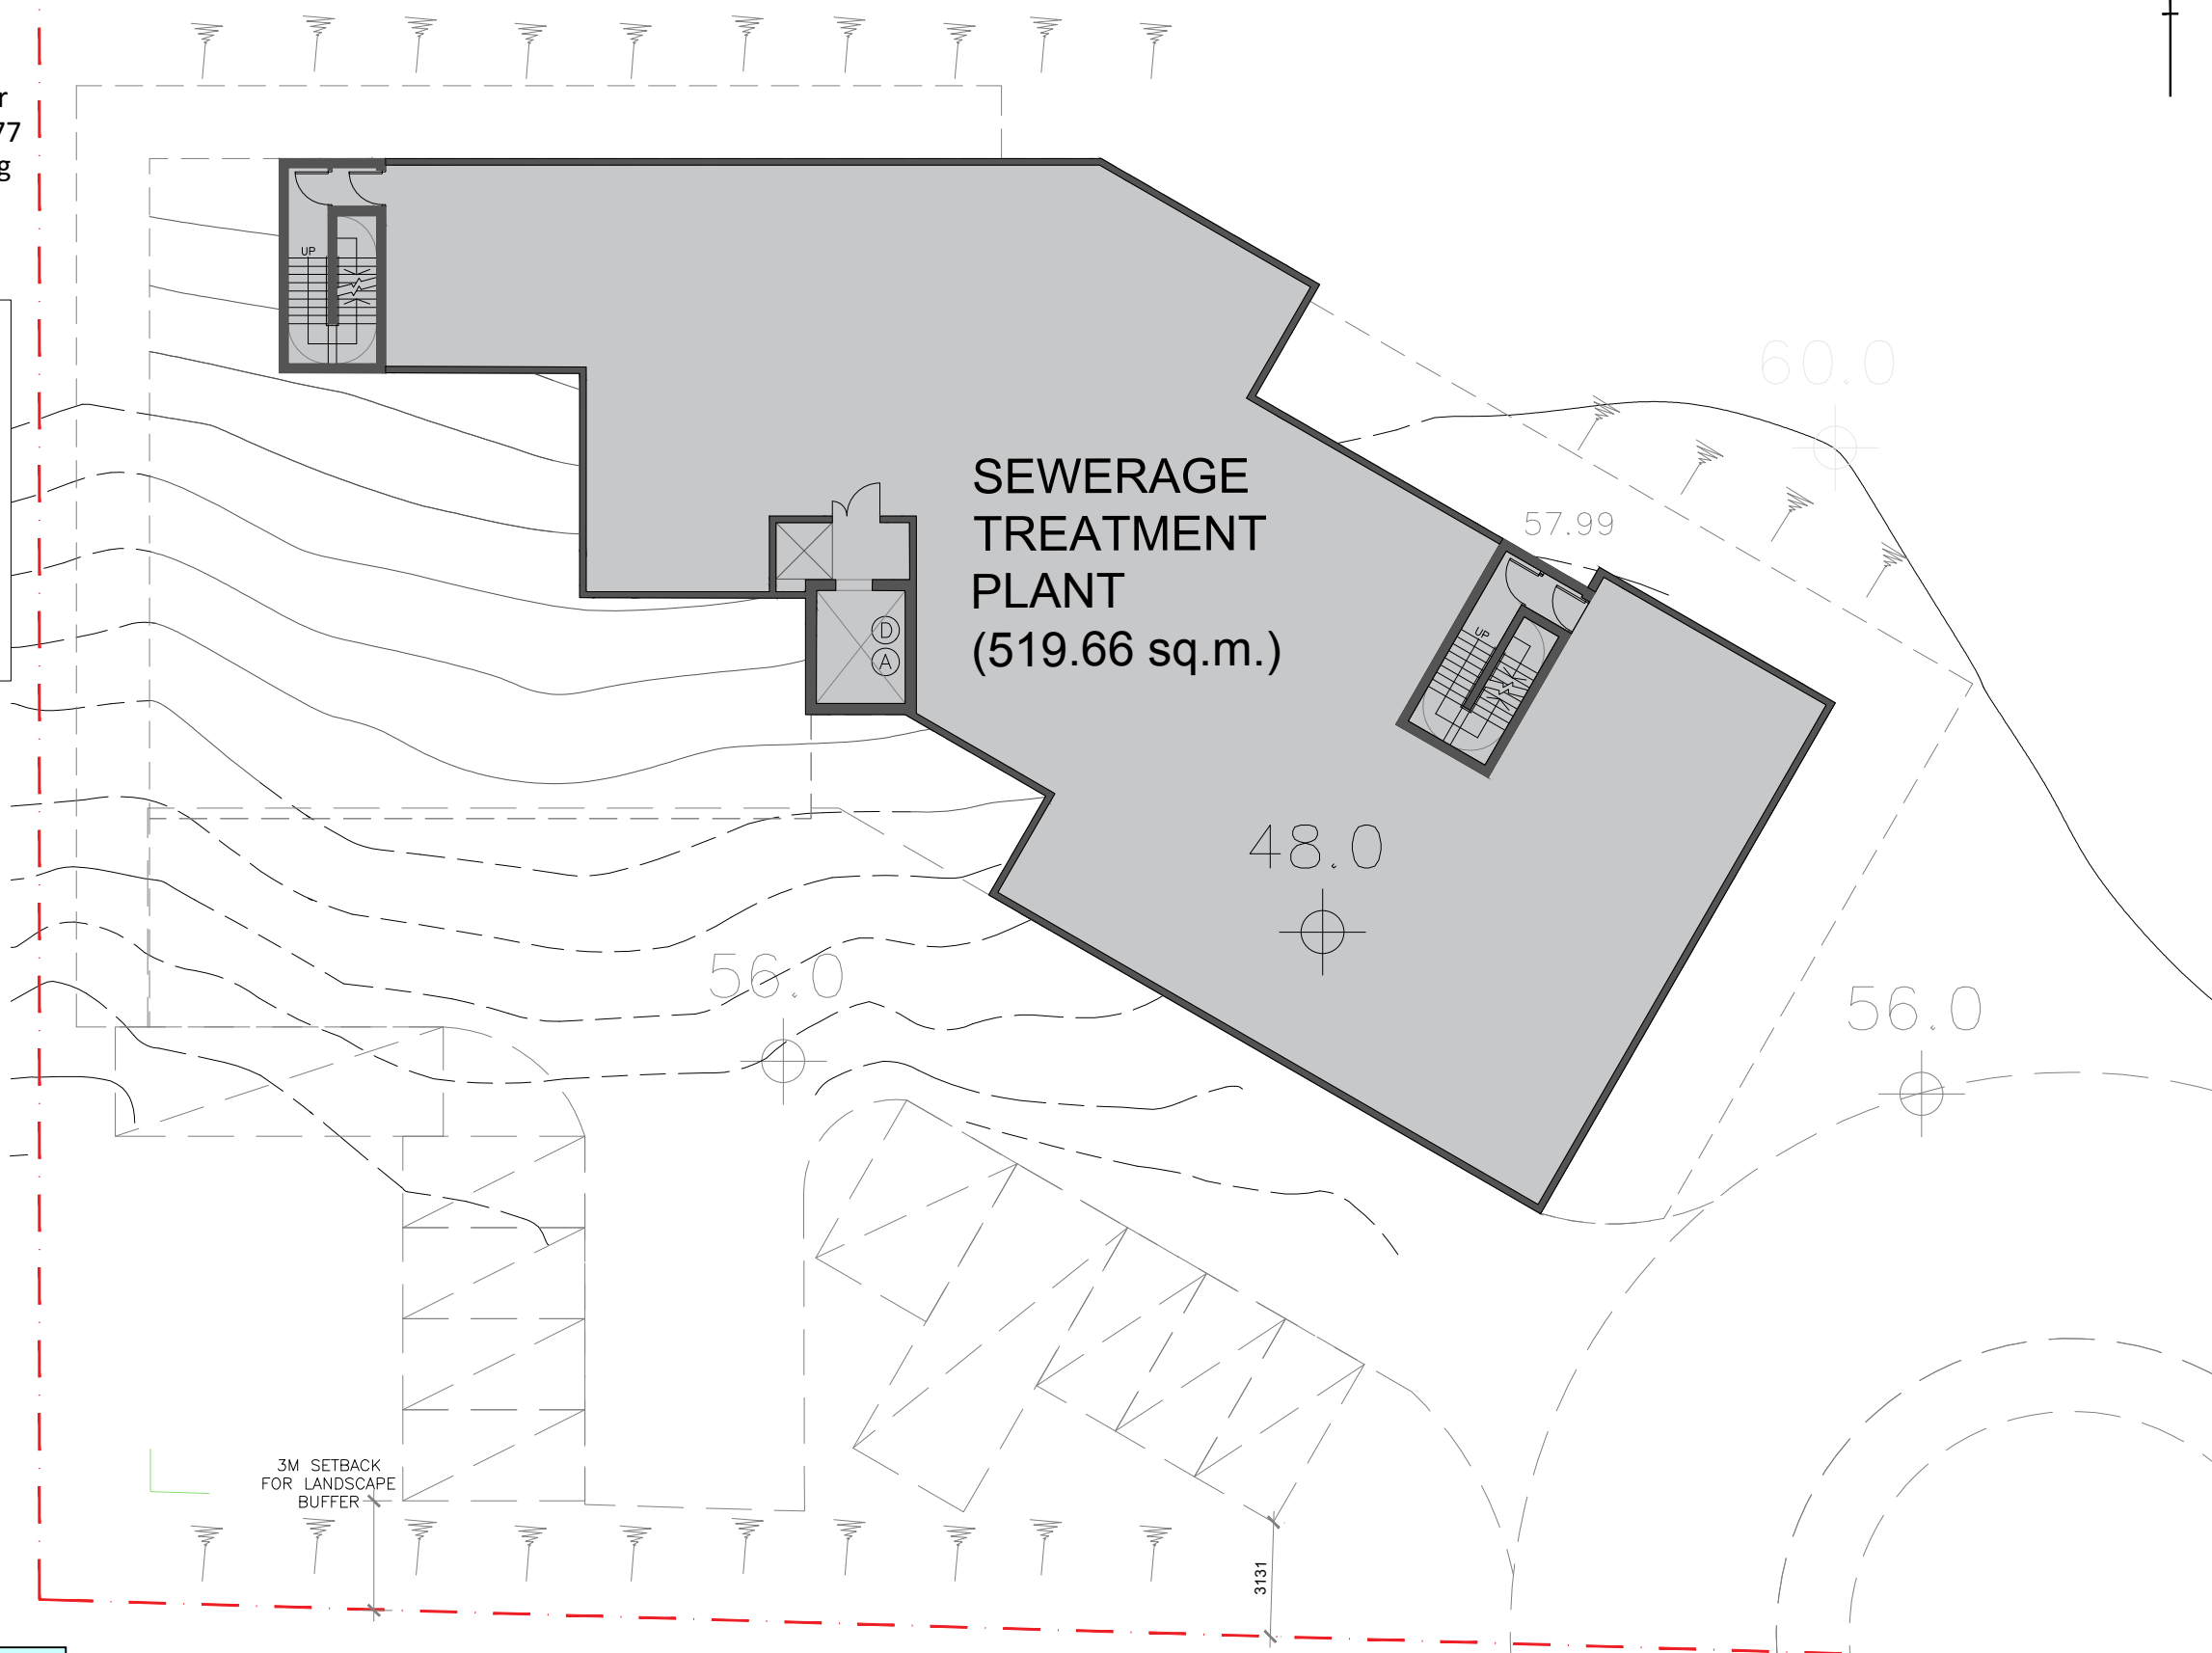 r
77
g
UP
60.0
SEWERAGE
TREATMENT
PLANT
(519.66 sq.m.)
57.99
D
A
UP
48.0
56.0
56.0
3M SETBACK
FOR LANDSCAPE
BUFFER
3131